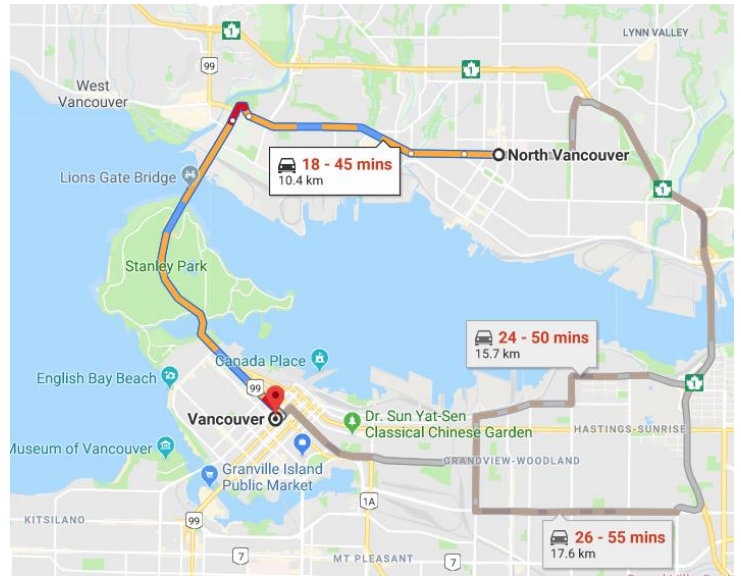 1
99
LYNN VALLEY
1
West
Vancouver
18 - 45 mins
10.4 km
North Vancouver
Lions Gate Bridge
1
Stanley Park
24 - 50 mins
15.7 km
Canada Place
English Bay Beach
99
1
Vancouver
Dr. Sun Yat-Sen
Classical Chinese
Garden
HASTINGS-SUNRISE
Museum of Vancouver
GRANDVIEW-WOODLAND
Granville Island
Public Market
1A
KITSILANO
99
26 - 55 mins
17.6 km
7
MT PLEASANT
7